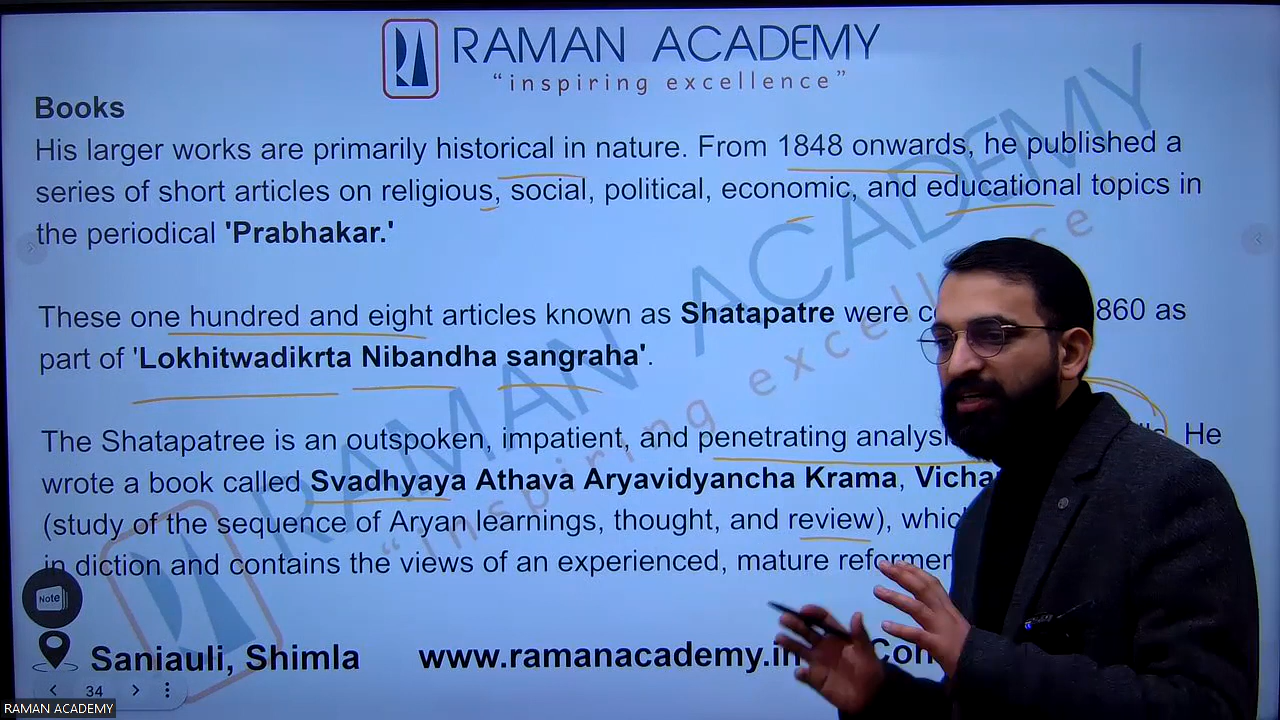 RAMAN ACADEMY
“inspiring excellence”
Books
His larger works are primarily historical in nature. From 1848 onwards, he published a
series of short articles on religious, social, political, economic, and educational topics in
the periodical 'Prabhakar.'
These one hundred and eight articles known as Shatapatre were 860 as
part of 'Lokhitwadikrta Nibandha sangraha'.
The Shatapatree is an outspoken, impatient, and penetrating He
wrote a book called Svadhyaya Athava Aryavidyancha Krama,
(study of the sequence of Aryan learnings, thought, and review),
in diction and contains the views of an experienced, mature
Note
Saniauli, Shimla www.ramanacademy.in
34
RAMAN ACADEMY
RAMAN ACADEMY
“inspiring excellence